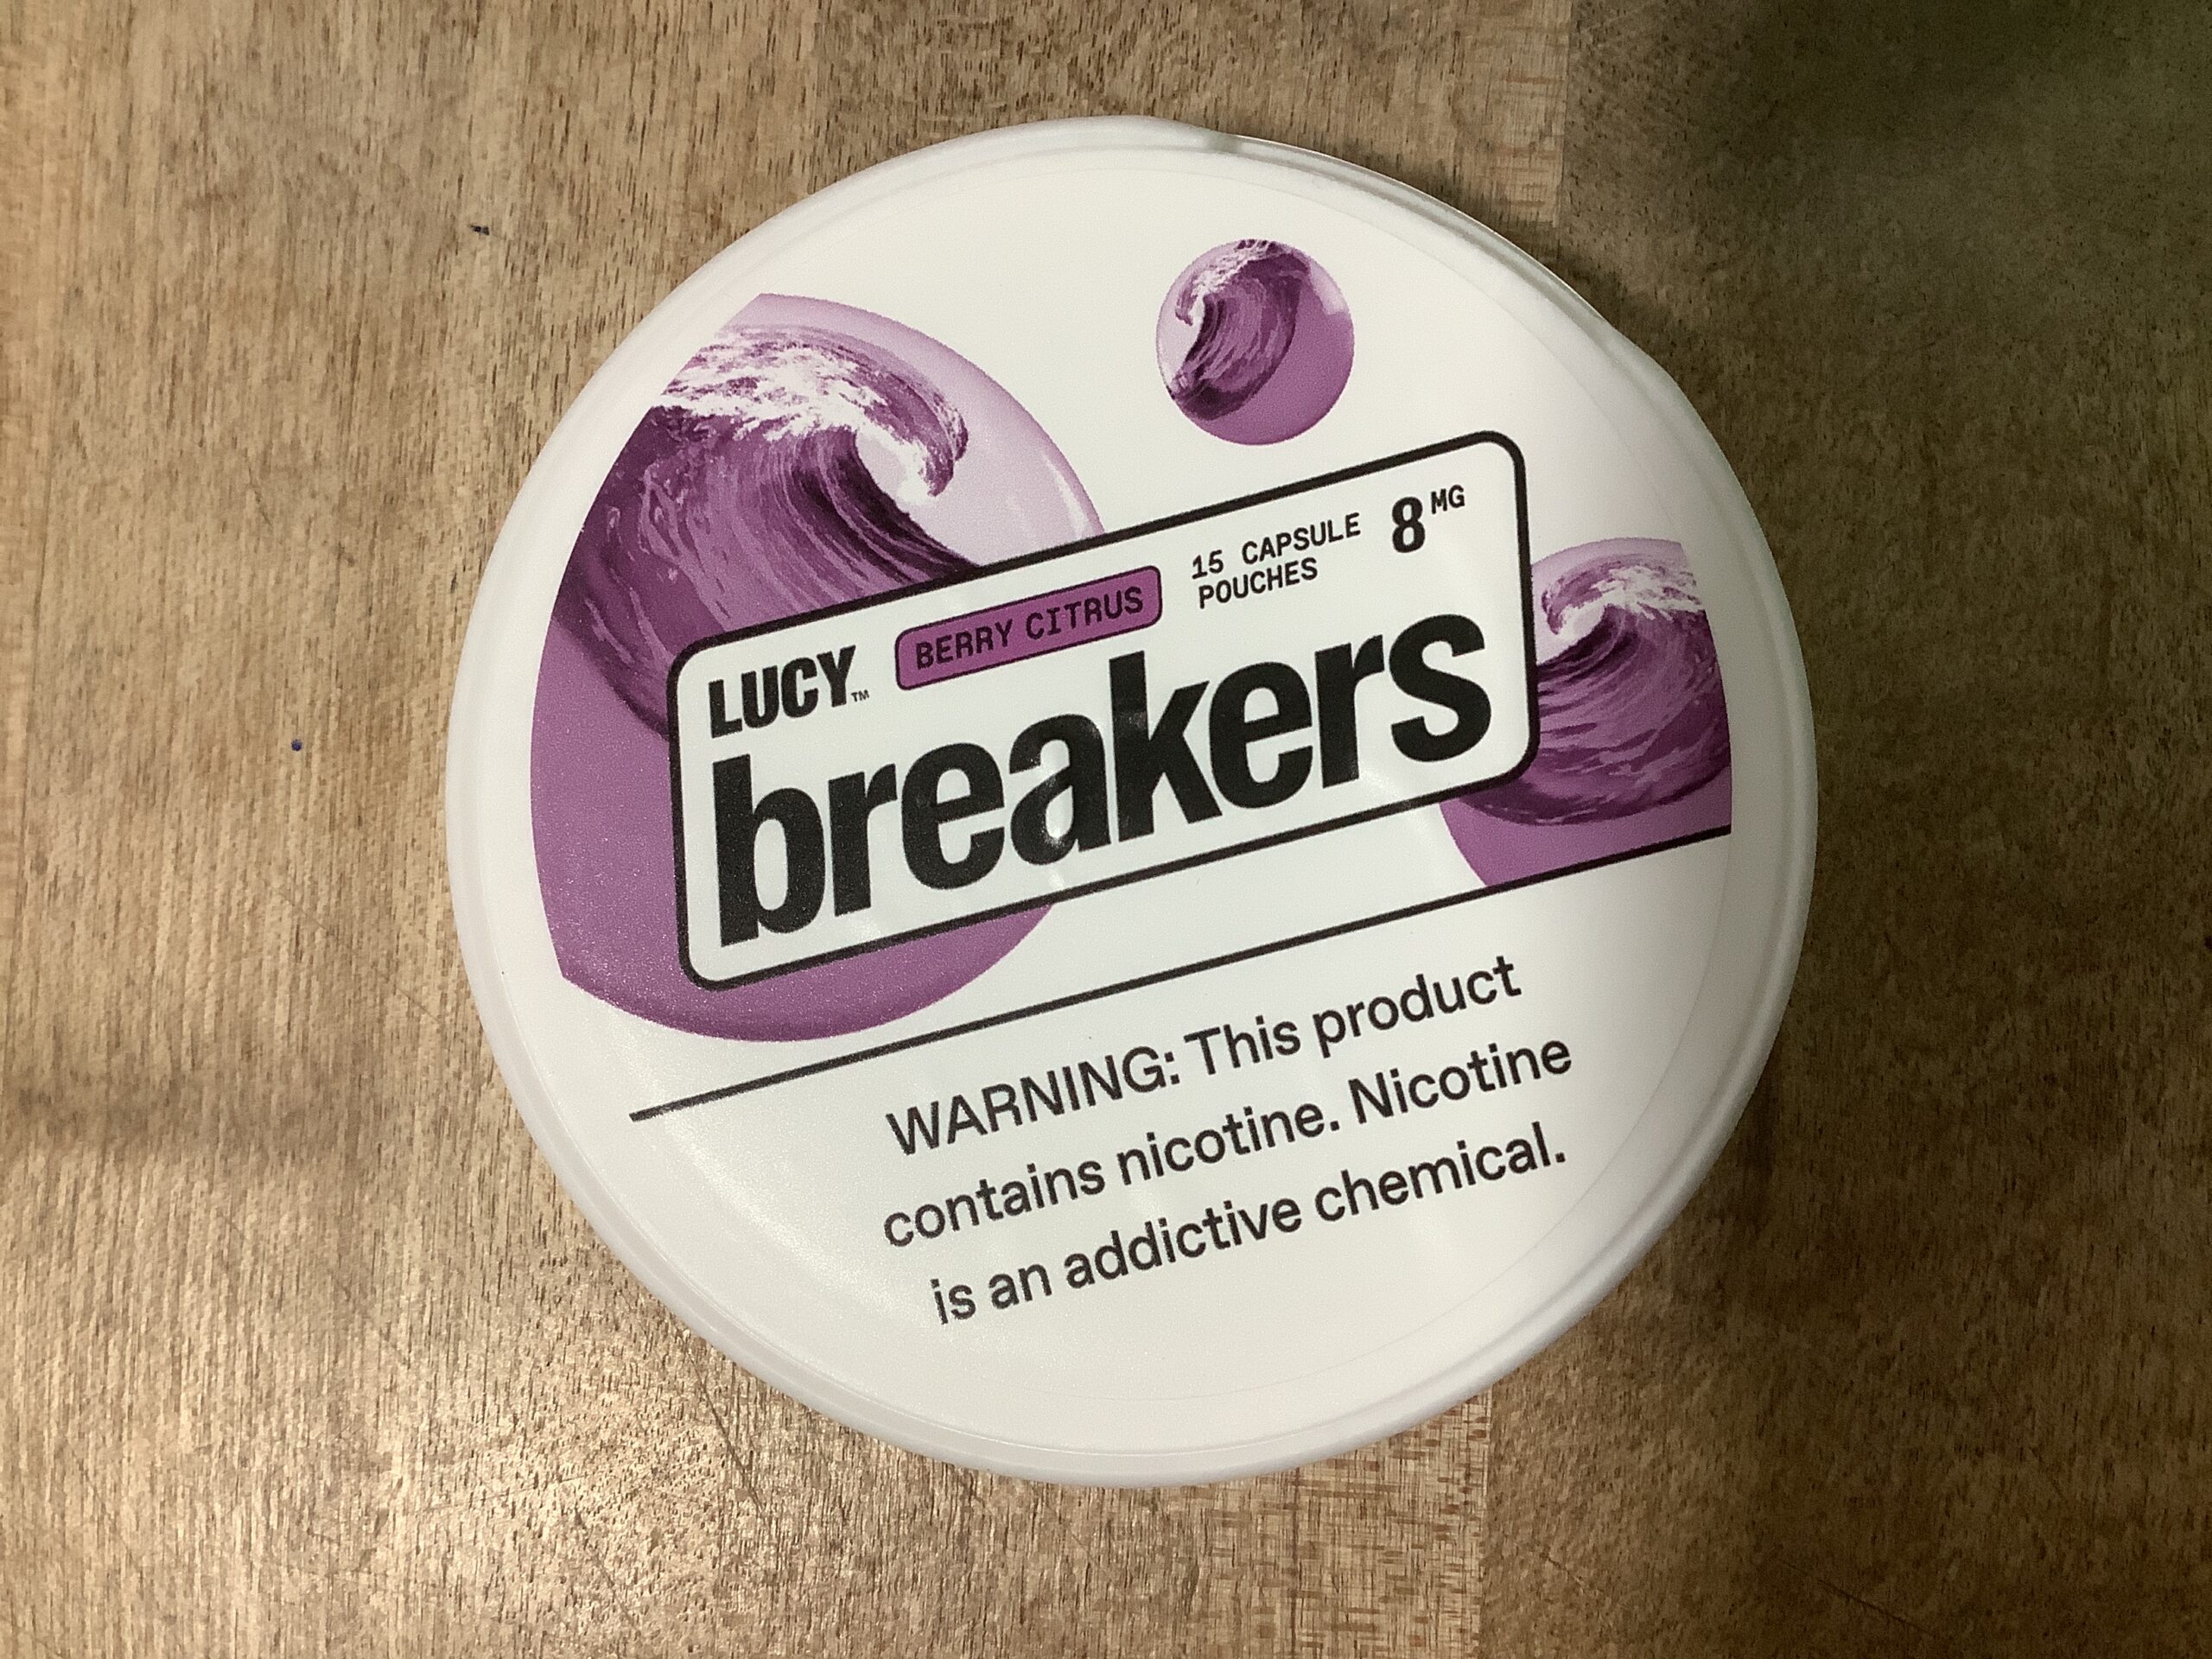 LUCY™
BERRY CITRUS
15 CAPSULE
POUCHES
8 MG
breakers
WARNING: This product
contains nicotine. Nicotine
is an addictive chemical.